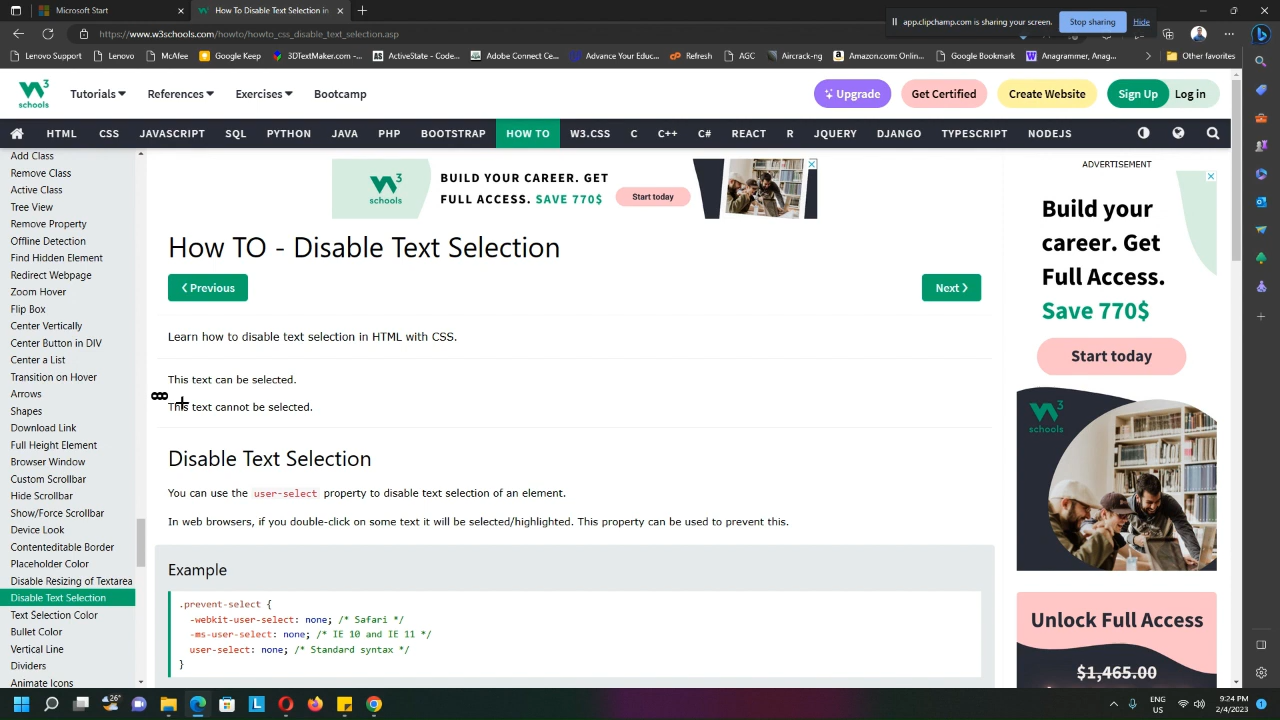 Microsoft Start
How To Disable Text Selection in
app.clipchamp.com is sharing your screen.
Stop sharing
Hide
https://www.w3schools.com/howto/howto_css_disable_text_selection.asp
Lenovo Support
Lenovo
McAfee
Google Keep
3DTextMaker.com -...
ActiveState - Code...
Adobe Connect Ce...
Advance Your Educ...
Refresh
AGC
Aircrack-ng
Amazon.com: Onlin...
Google Bookmark
Anagrammer, Anag...
Other favorites
W3 schools
Tutorials
References
Exercises
Bootcamp
Upgrade
Get Certified
Create Website
Sign Up
Log in
HTML
CSS
JAVASCRIPT
SQL
PYTHON
JAVA
PHP
BOOTSTRAP
HOW TO
W3.CSS
C
C++
C#
REACT
R
JQUERY
DJANGO
TYPESCRIPT
NODEJS
Add Class
Remove Class
Active Class
Tree View
Remove Property
Offline Detection
Find Hidden Element
Redirect Webpage
Zoom Hover
Flip Box
Center Vertically
Center Button in DIV
Center a List
Transition on Hover
Arrows
Shapes
Download Link
Full Height Element
Browser Window
Custom Scrollbar
Hide Scrollbar
Show/Force Scrollbar
Device Look
Contenteditable Border
Placeholder Color
Disable Resizing of Textarea
Disable Text Selection
Text Selection Color
Bullet Color
Vertical Line
Dividers
Animate Icons
W3 schools
BUILD YOUR CAREER. GET
FULL ACCESS. SAVE 770$
Start today
How TO - Disable Text Selection
❮ Previous
Next ❯
Learn how to disable text selection in HTML with CSS.
This text can be selected.
This text cannot be selected.
Disable Text Selection
You can use the user-select property to disable text selection of an element.
In web browsers, if you double-click on some text it will be selected/highlighted. This property can be used to prevent this.
Example
.prevent-select {
-webkit-user-select: none; /* Safari */
-ms-user-select: none; /* IE 10 and IE 11 */
user-select: none; /* Standard syntax */
}
ADVERTISEMENT
Build your
career. Get
Full Access.
Save 770$
Start today
W3 schools
Unlock Full Access
$1,465.00
26°
ENG
US
9:24 PM
2/4/2023